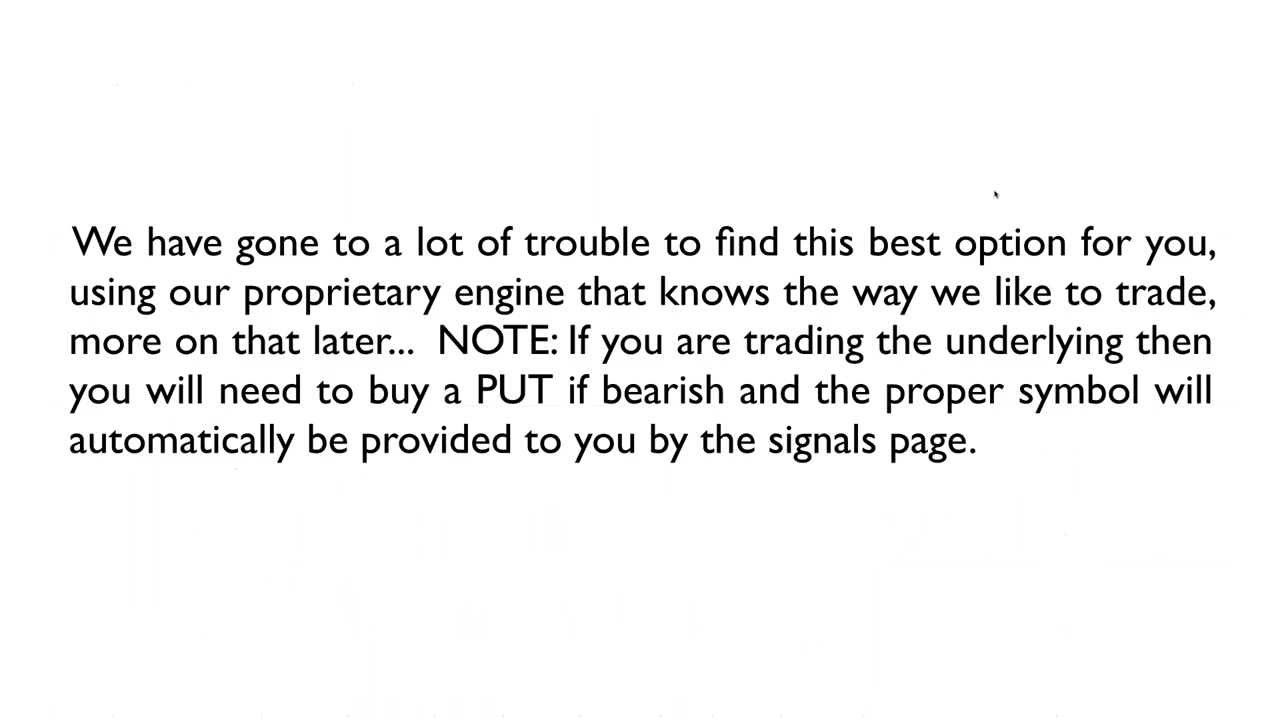 We have gone to a lot of trouble to find this best option for you,
using our proprietary engine that knows the way we like to trade,
more on that later...  NOTE: If you are trading the underlying then
you will need to buy a PUT if bearish and the proper symbol will
automatically be provided to you by the signals page.